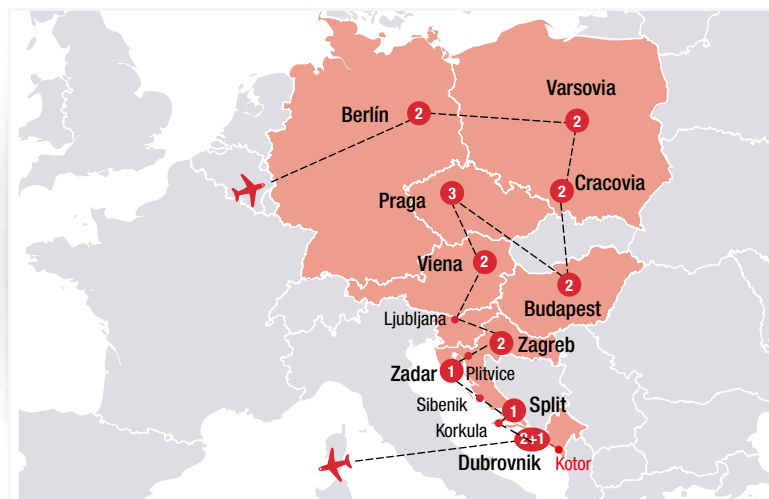 Varsovia
2
Berlín
2
Cracovia
2
Praga
3
Viena
2
2
Budapest
Ljubljana
2
Zagreb
Zadar
1
Plitvice
Sibenik
1
Split
Korkula
2+1
Dubrovnik
Kotor